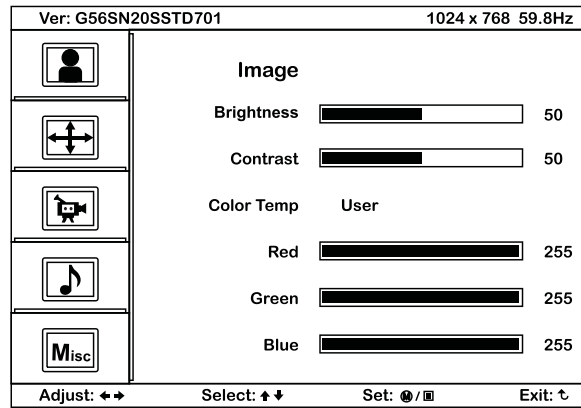 Ver: G56SN20SSTD701 1024 x 768 59.8Hz
Image
Brightness 50
Contrast 50
Color Temp User
Red 255
Green 255
Blue 255
Misc
Adjust: ←→ Select: ↑↓ Set: Ⓜ/▣ Exit: ↻